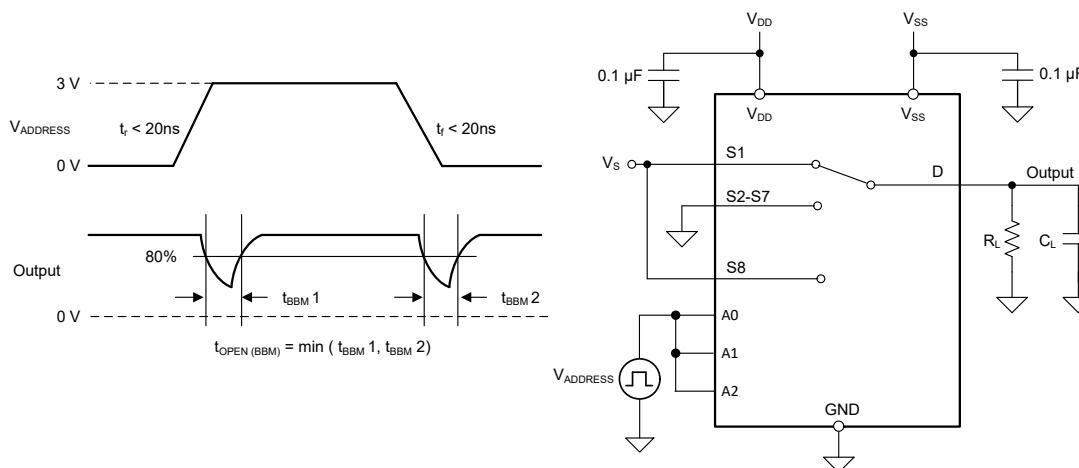 3 V
V_ADDRESS
t_r < 20ns
t_f < 20ns
0 V
80%
Output
t_BBM 1
t_BBM 2
0 V
t_OPEN (BBM) = min ( t_BBM 1, t_BBM 2)
V_DD
V_SS
0.1 µF
0.1 µF
V_DD
V_SS
V_S
S1
D
Output
S2-S7
R_L
C_L
S8
A0
A1
V_ADDRESS
A2
GND